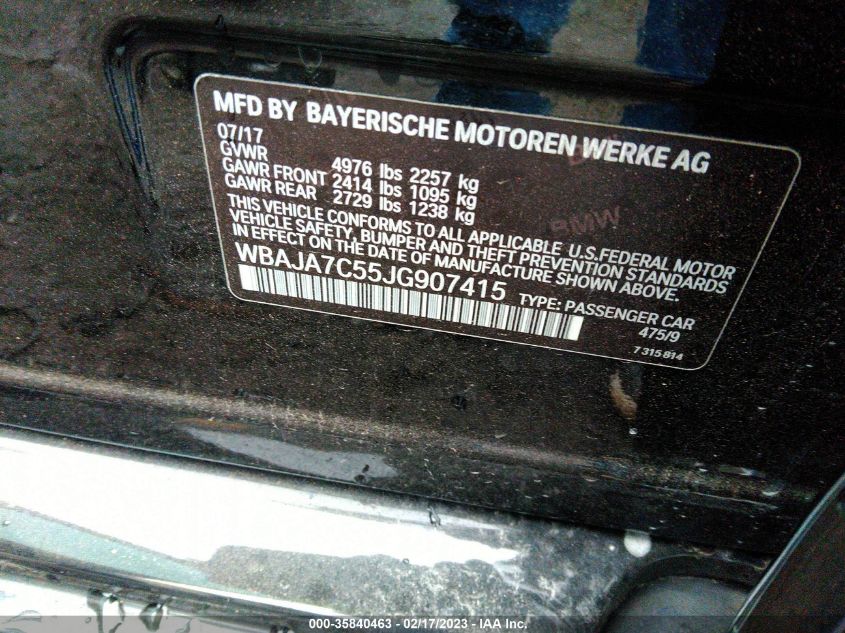 MFD BY BAYERISCHE MOTOREN WERKE AG
07/17
GVWR 4976 lbs 2257 kg
GAWR FRONT 2414 lbs 1095 kg
GAWR REAR 2729 lbs 1238 kg
THIS VEHICLE CONFORMS TO ALL APPLICABLE U.S.FEDERAL MOTOR
VEHICLE SAFETY, BUMPER AND THEFT PREVENTION STANDARDS
IN EFFECT ON THE DATE OF MANUFACTURE SHOWN ABOVE.
WBAJA7C55JG907415 TYPE: PASSENGER CAR
475/9
7 315 814
BMW
000-35840463 - 02/17/2023 - IAA Inc.